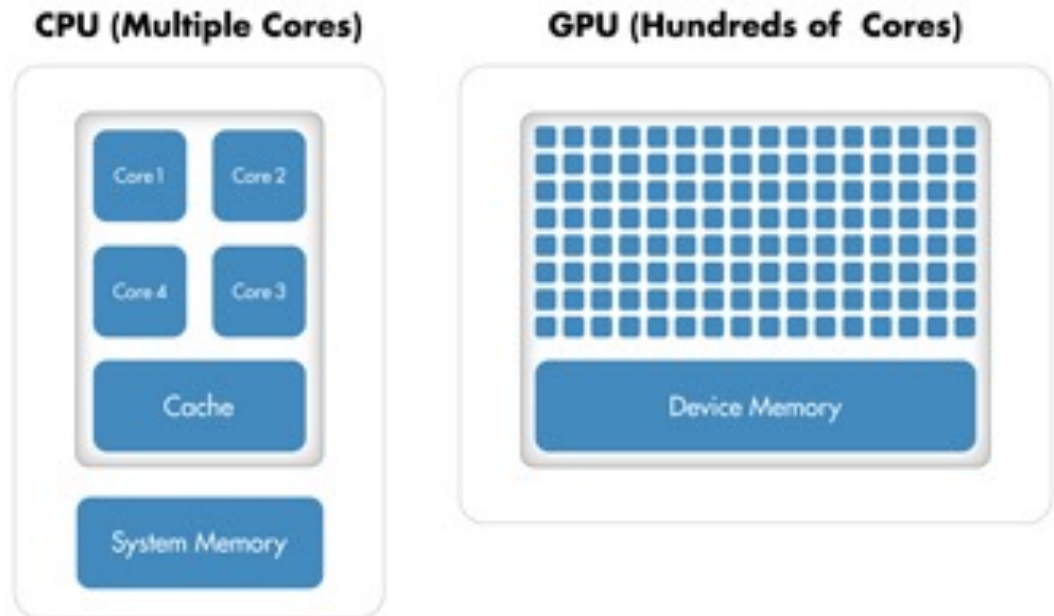 CPU (Multiple Cores)
GPU (Hundreds of Cores)
Core 1
Core 2
Core 4
Core 3
Cache
System Memory
Device Memory